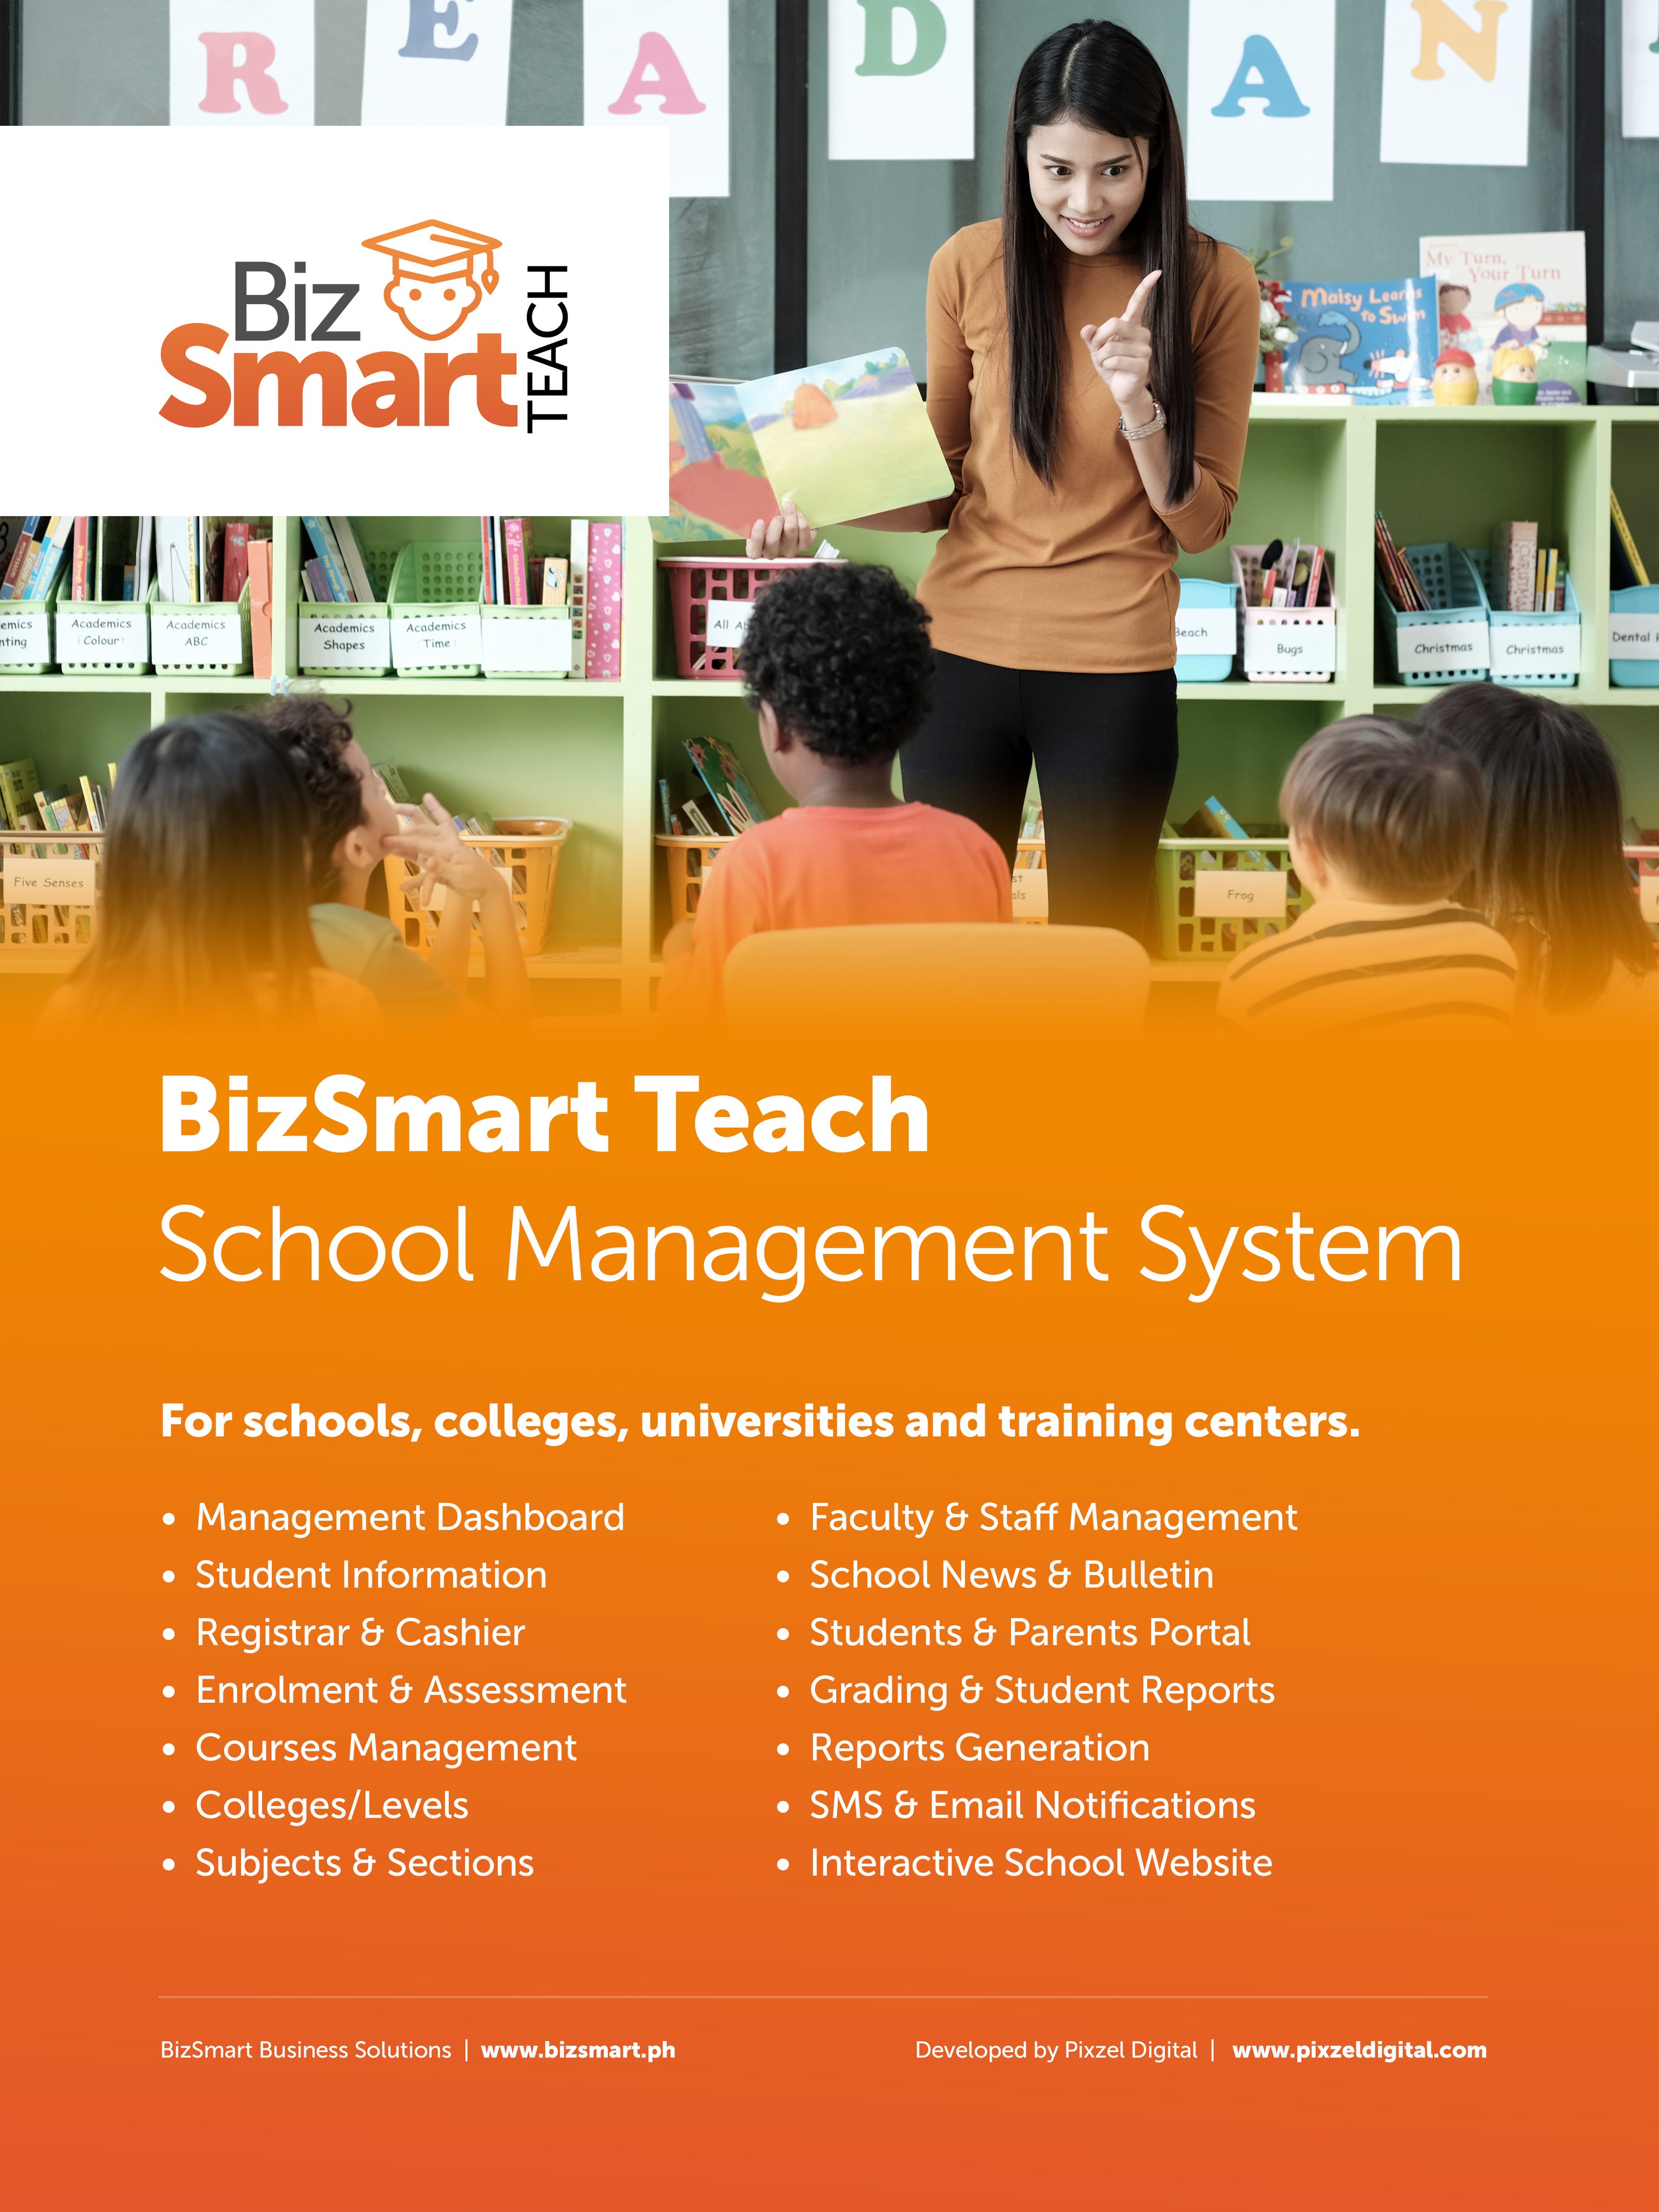 R E A D A N
Biz
Smart
TEACH
My Turn,
Your Turn
Maisy Learns
to Swim
Academics
(Colour)
Academics
ABC
Academics
Shapes
Academics
(Time)
All
Beach
Bugs
Christmas
Christmas
Dental
Five Senses
Frog
BizSmart Teach
School Management System
For schools, colleges, universities and training centers.
• Management Dashboard
• Student Information
• Registrar & Cashier
• Enrolment & Assessment
• Courses Management
• Colleges/Levels
• Subjects & Sections
• Faculty & Staff Management
• School News & Bulletin
• Students & Parents Portal
• Grading & Student Reports
• Reports Generation
• SMS & Email Notifications
• Interactive School Website
BizSmart Business Solutions | www.bizsmart.ph
Developed by Pixzel Digital | www.pixzeldigital.com